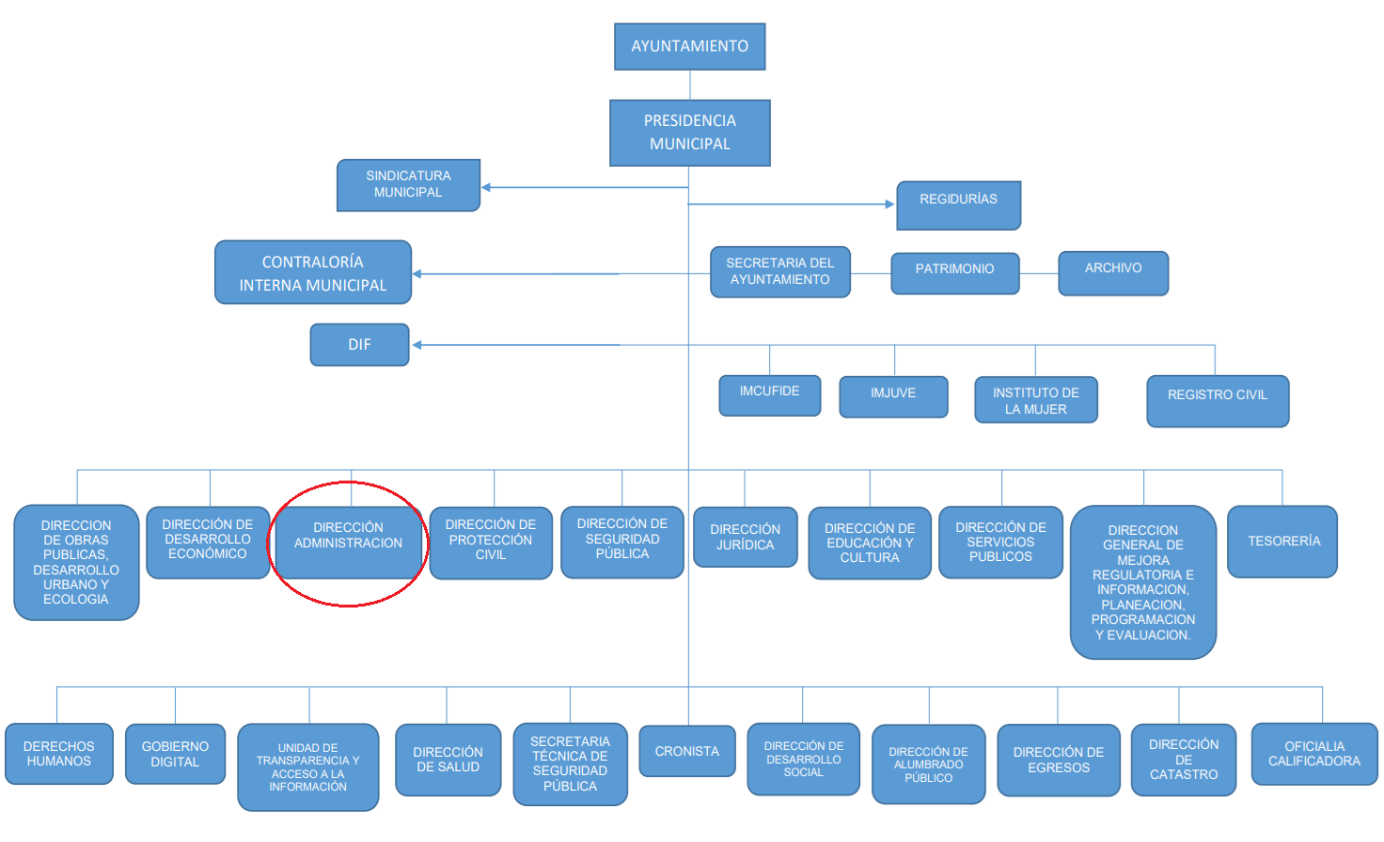 AYUNTAMIENTO
PRESIDENCIA
MUNICIPAL
SINDICATURA
MUNICIPAL
REGIDURÍAS
CONTRALORÍA
INTERNA MUNICIPAL
SECRETARIA DEL
AYUNTAMIENTO
PATRIMONIO
ARCHIVO
DIF
IMCUFIDE
IMJUVE
INSTITUTO DE
LA MUJER
REGISTRO CIVIL
DIRECCION
DE OBRAS
PUBLICAS,
DESARROLLO
URBANO Y
ECOLOGIA
DIRECCIÓN DE
DESARROLLO
ECONÓMICO
DIRECCIÓN
ADMINISTRACION
DIRECCIÓN DE
PROTECCIÓN
CIVIL
DIRECCIÓN DE
SEGURIDAD
PÚBLICA
DIRECCIÓN
JURÍDICA
DIRECCIÓN DE
EDUCACIÓN Y
CULTURA
DIRECCIÓN DE
SERVICIOS
PUBLICOS
DIRECCION
GENERAL DE
MEJORA
REGULATORIA E
INFORMACION,
PLANEACION,
PROGRAMACION
Y EVALUACION.
TESORERÍA
DERECHOS
HUMANOS
GOBIERNO
DIGITAL
UNIDAD DE
TRANSPARENCIA Y
ACCESO A LA
INFORMACIÓN
DIRECCIÓN
DE SALUD
SECRETARIA
TÉCNICA DE
SEGURIDAD
PÚBLICA
CRONISTA
DIRECCIÓN DE
DESARROLLO
SOCIAL
DIRECCIÓN DE
ALUMBRADO
PÚBLICO
DIRECCIÓN DE
EGRESOS
DIRECCIÓN
DE
CATASTRO
OFICIALIA
CALIFICADORA